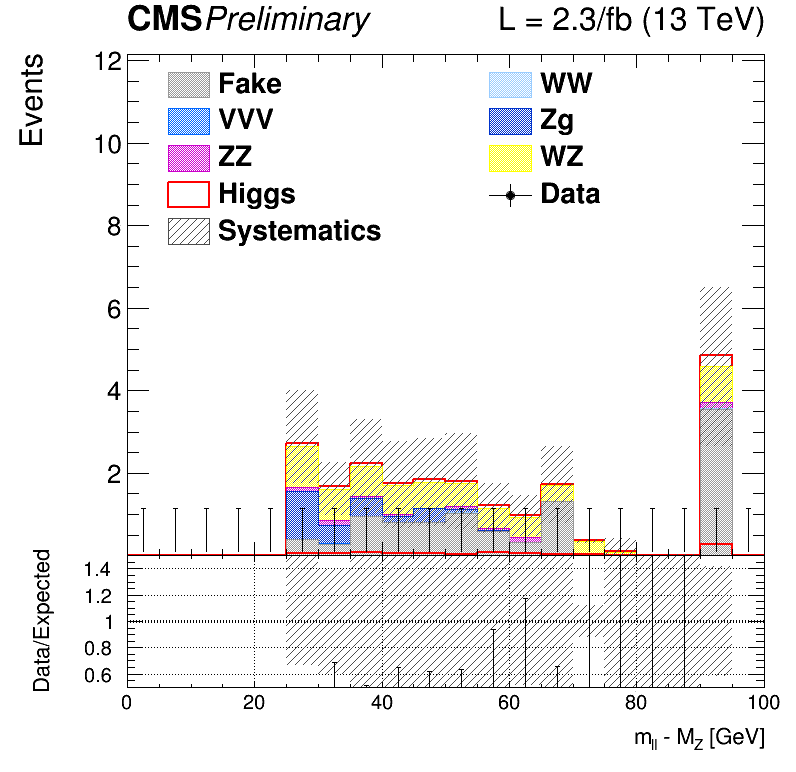 CMSPreliminary L = 2.3/fb (13 TeV)
Events
12
10
8
6
4
2
Fake WW
VVV Zg
ZZ WZ
Higgs Data
Systematics
Data/Expected
1.4
1.2
1
0.8
0.6
0 20 40 60 80 100
m_ll - M_Z [GeV]